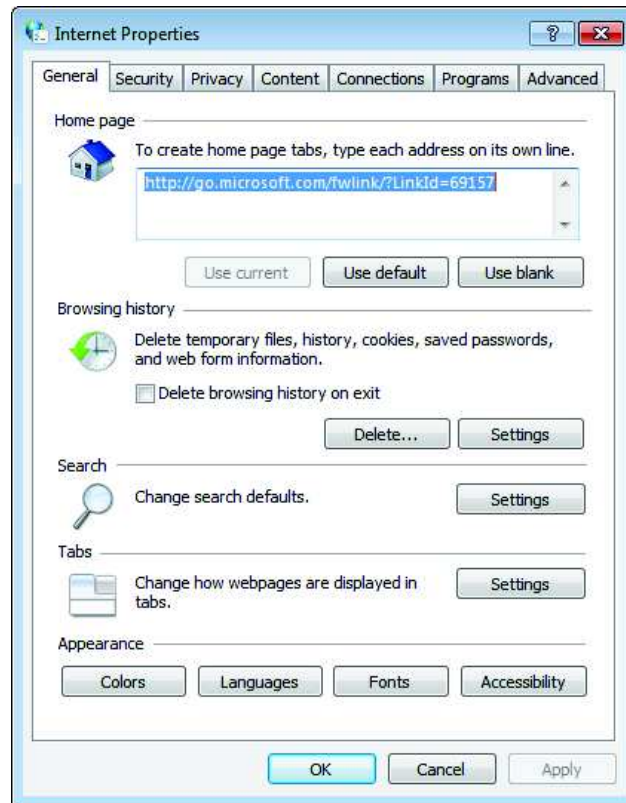 Internet Properties
General Security Privacy Content Connections Programs Advanced
Home page
To create home page tabs, type each address on its own line.
http://go.microsoft.com/fwlink/?LinkId=69157
Use current Use default Use blank
Browsing history
Delete temporary files, history, cookies, saved passwords,
and web form information.
Delete browsing history on exit
Delete... Settings
Search
Change search defaults. Settings
Tabs
Change how webpages are displayed in
tabs.
Settings
Appearance
Colors Languages Fonts Accessibility
OK Cancel Apply